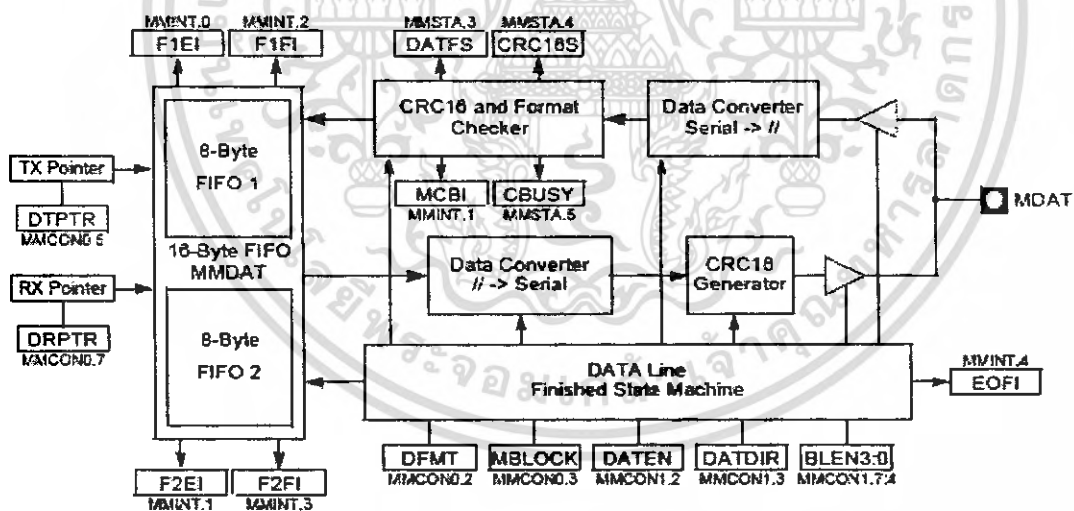 MMINT.0
F1EI
MMINT.2
F1FI
MMSTA.3
DATFS
MMSTA.4
CRC16S
CRC16 and Format
Checker
Data Converter
Serial -> //
8-Byte
FIFO 1
TX Pointer
DTPTR
MMCON0.6
MCBI
MMINT.1
CBUSY
MMSTA.5
MDAT
16-Byte FIFO
MMDAT
Data Converter
// -> Serial
CRC16
Generator
RX Pointer
DRPTR
MMCON0.7
8-Byte
FIFO 2
DATA Line
Finished State Machine
MMINT.4
EOFI
F2EI
MMINT.1
F2FI
MMINT.3
DFMT
MMCON0.2
MBLOCK
MMCON0.3
DATEN
MMCON1.2
DATDIR
MMCON1.3
BLEN3:0
MMCON1.7:4